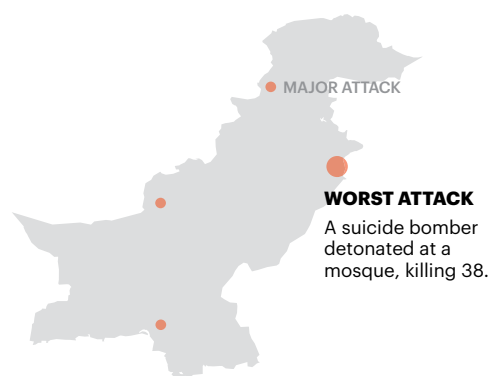 MAJOR ATTACK
WORST ATTACK
A suicide bomber
detonated at a
mosque, killing 38.